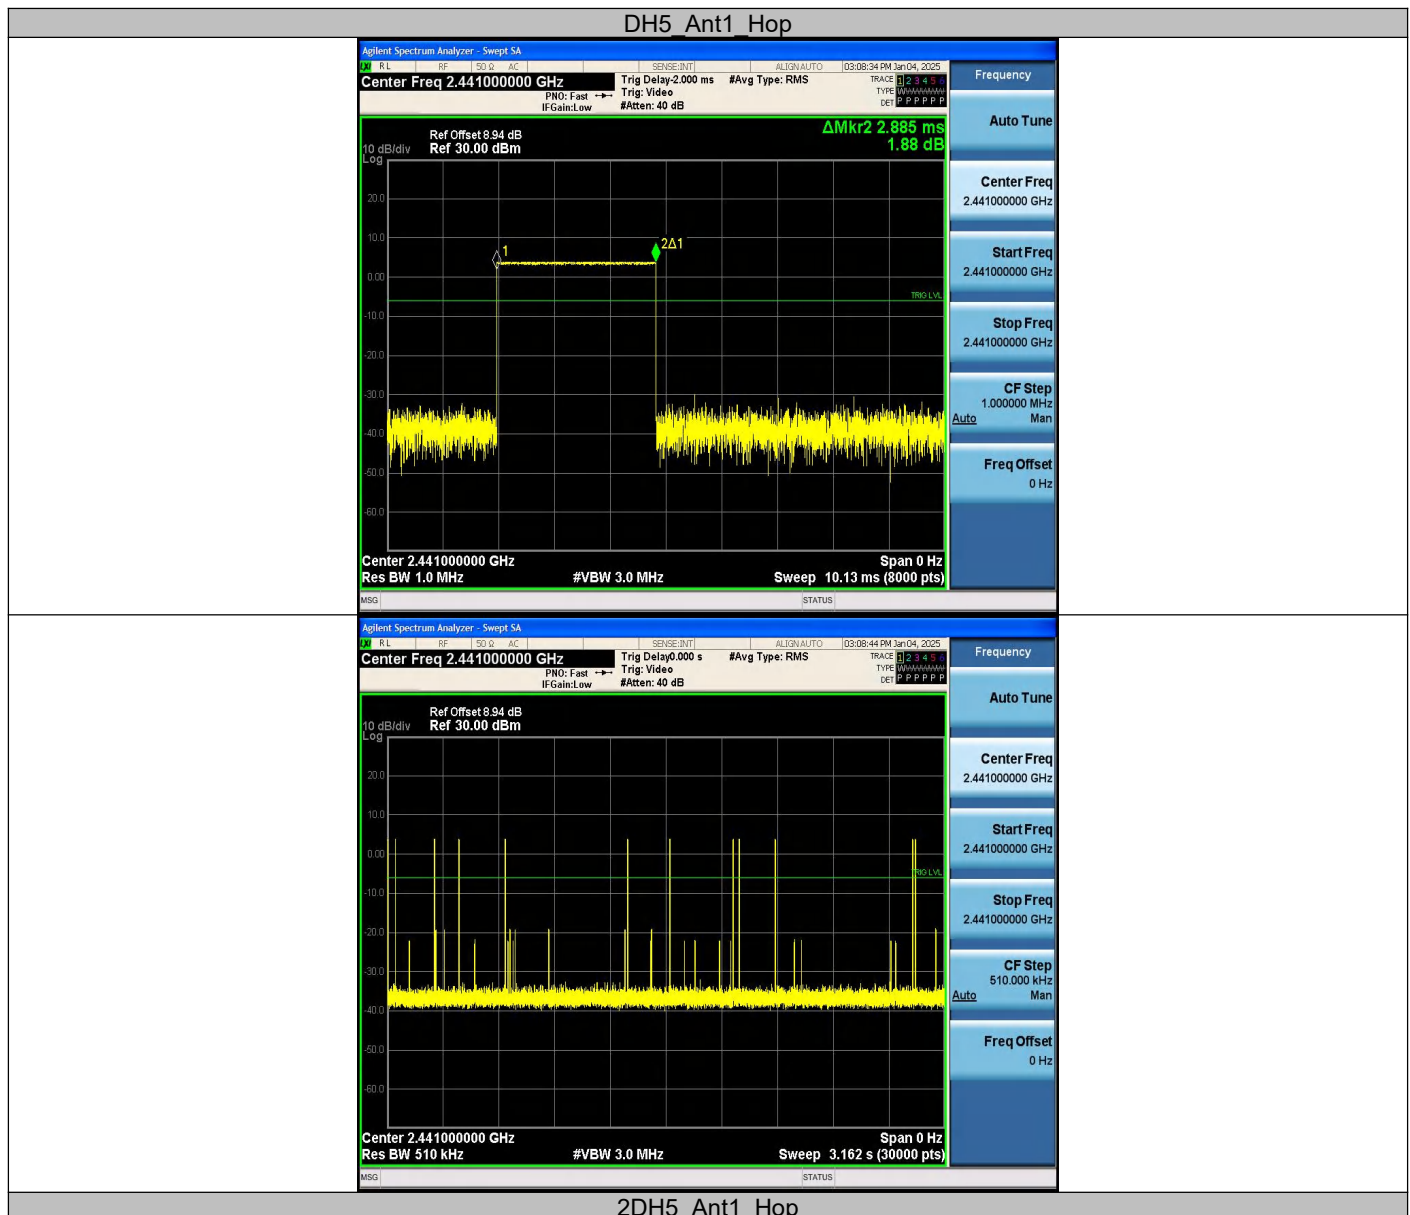 DH5_Ant1_Hop
Agilent Spectrum Analyzer - Swept SA
LXI RL RF 50 Ω AC SENSE:INT ALIGN AUTO 03:08:34 PM Jan 04, 2025
Center Freq 2.441000000 GHz Trig Delay-2.000 ms #Avg Type: RMS TRACE 1 2 3 4 5 6
PNO: Fast Trig: Video TYPE
IFGain:Low #Atten: 40 dB DET P P P P P P
Frequency
Auto Tune
ΔMkr2 2.885 ms
1.88 dB
Ref Offset 8.94 dB
10 dB/div Ref 30.00 dBm
Log
20.0
10.0
0.00
-10.0
-20.0
-30.0
-40.0
-50.0
-60.0
1
2Δ1
TRIG LVL
Center Freq
2.441000000 GHz
Start Freq
2.441000000 GHz
Stop Freq
2.441000000 GHz
CF Step
1.000000 MHz
Auto Man
Freq Offset
0 Hz
Center 2.441000000 GHz Span 0 Hz
Res BW 1.0 MHz #VBW 3.0 MHz Sweep 10.13 ms (8000 pts)
MSG STATUS
Agilent Spectrum Analyzer - Swept SA
LXI RL RF 50 Ω AC SENSE:INT ALIGN AUTO 03:08:44 PM Jan 04, 2025
Center Freq 2.441000000 GHz Trig Delay0.000 s #Avg Type: RMS TRACE 1 2 3 4 5 6
PNO: Fast Trig: Video TYPE
IFGain:Low #Atten: 40 dB DET P P P P P P
Frequency
Auto Tune
Ref Offset 8.94 dB
10 dB/div Ref 30.00 dBm
Log
20.0
10.0
0.00
-10.0
-20.0
-30.0
-40.0
-50.0
-60.0
TRIG LVL
Center Freq
2.441000000 GHz
Start Freq
2.441000000 GHz
Stop Freq
2.441000000 GHz
CF Step
510.000 kHz
Auto Man
Freq Offset
0 Hz
Center 2.441000000 GHz Span 0 Hz
Res BW 510 kHz #VBW 3.0 MHz Sweep 3.162 s (30000 pts)
MSG STATUS
2DH5_Ant1_Hop